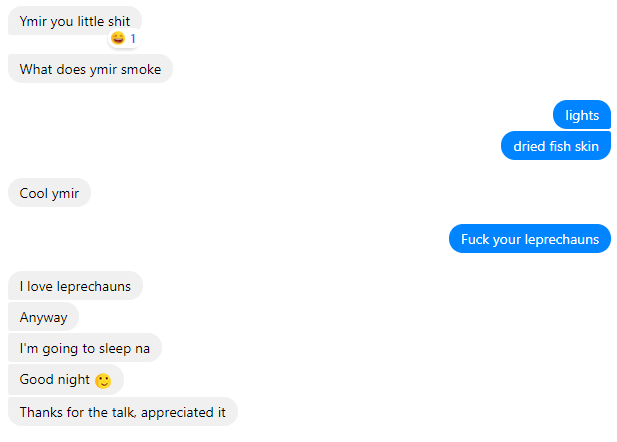 Ymir you little shit
😄 1
What does ymir smoke
lights
dried fish skin
Cool ymir
Fuck your leprechauns
I love leprechauns
Anyway
I'm going to sleep na
Good night 🙂
Thanks for the talk, appreciated it